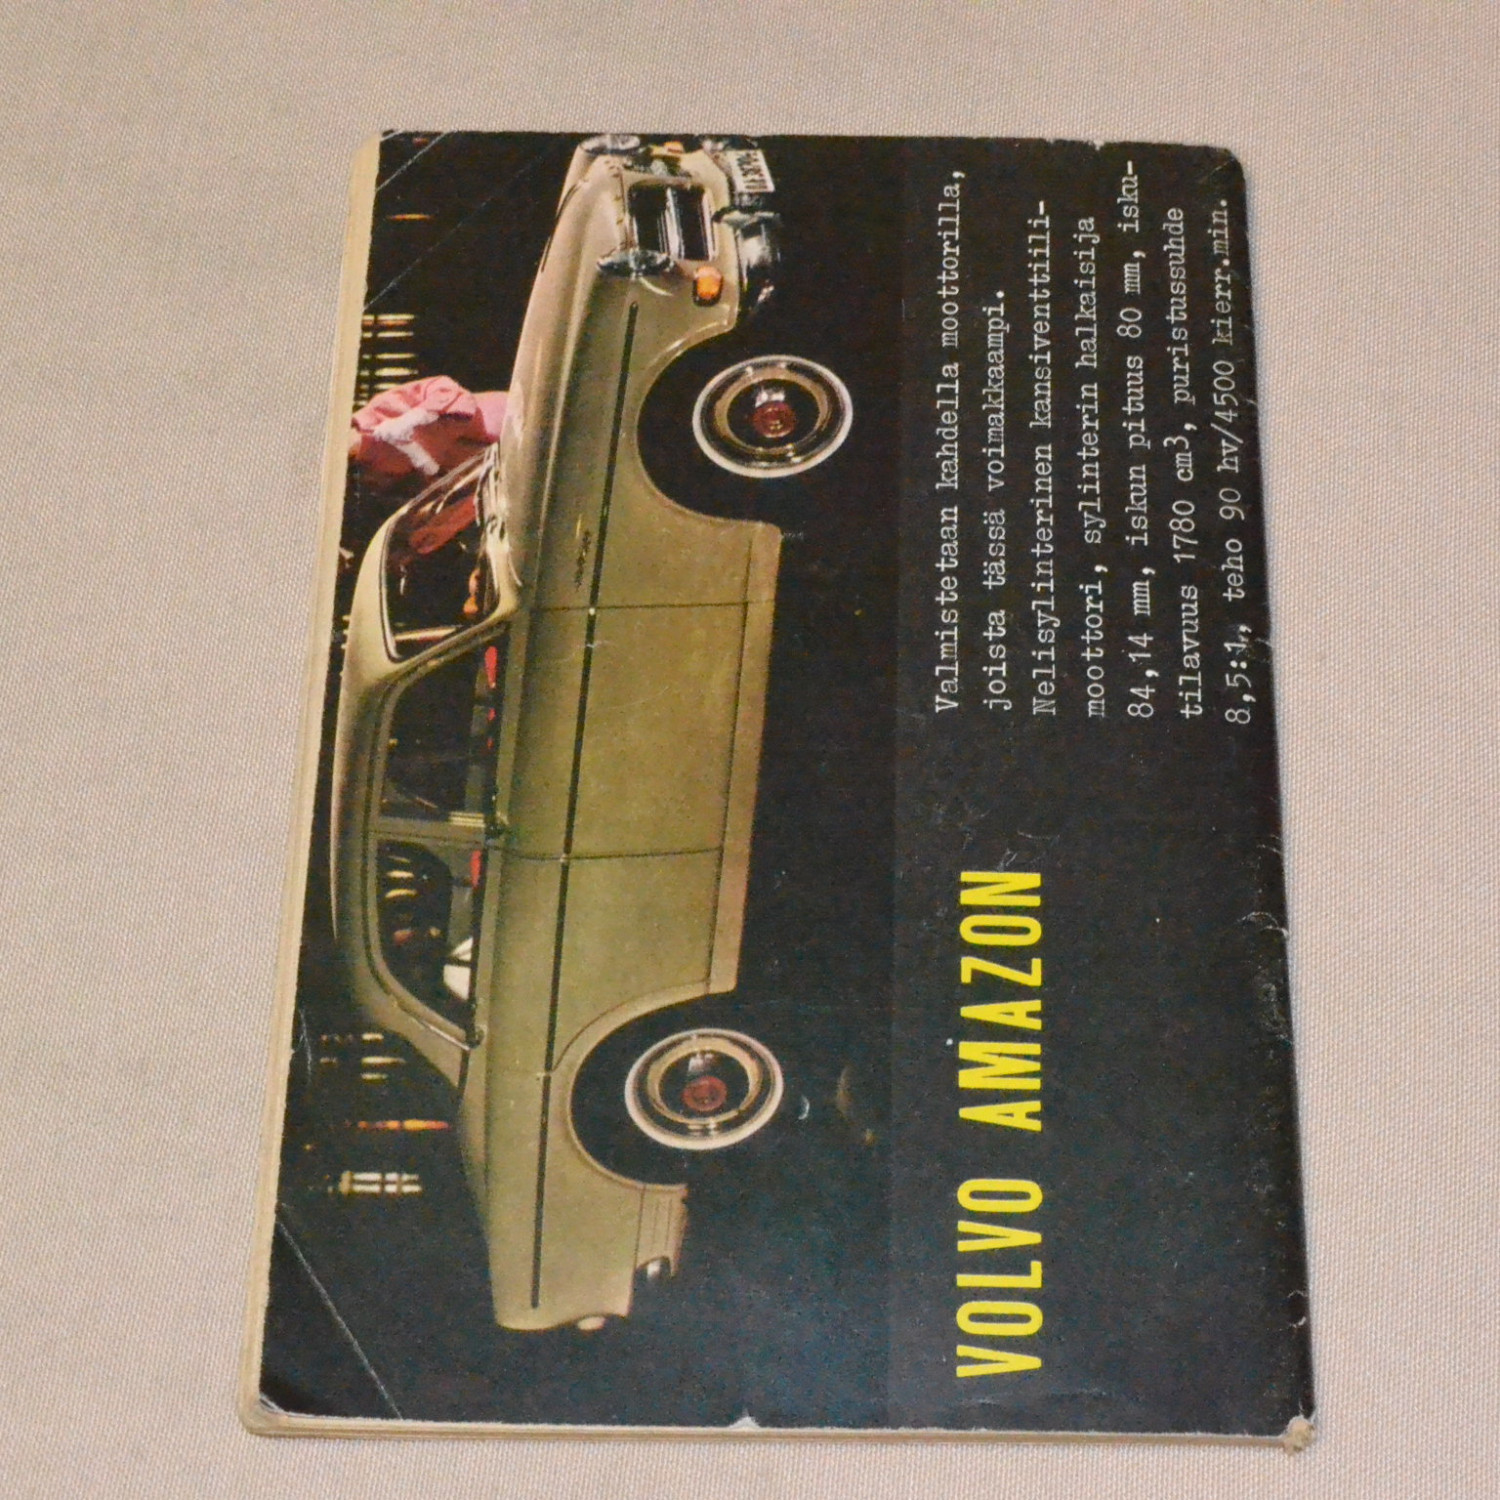 VOLVO AMAZON
Valmistetaan kahdella moottorilla,
joista tässä voimakkaampi.
Nelisylinterinen kansiventtiili-
moottori, sylinterin halkaisija
84,14 mm, iskun pituus 80 mm, isku-
tilavuus 1780 cm3, puristussuhde
8,5:1, teho 90 hv/4500 kierr.min.